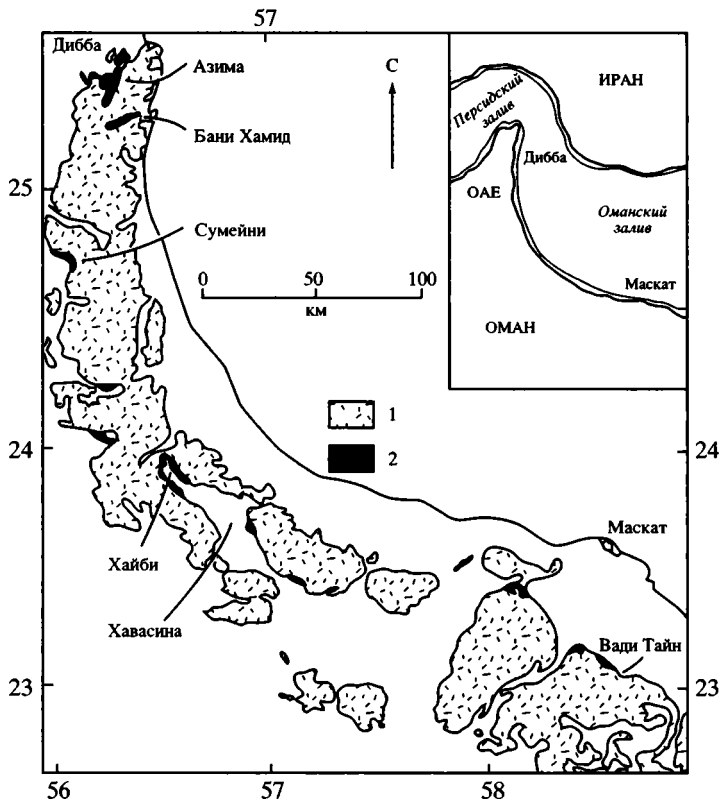 57
Дибба
Азима
С
Бани Хамид
25
Сумейни
0 50 100
км
ИРАН
Персидский
залив
Дибба
ОАЕ
Оманский
залив
Маскат
ОМАН
1
2
24
24
Маскат
Хайби
Хавасина
Вади Тайн
23
23
56
57
58